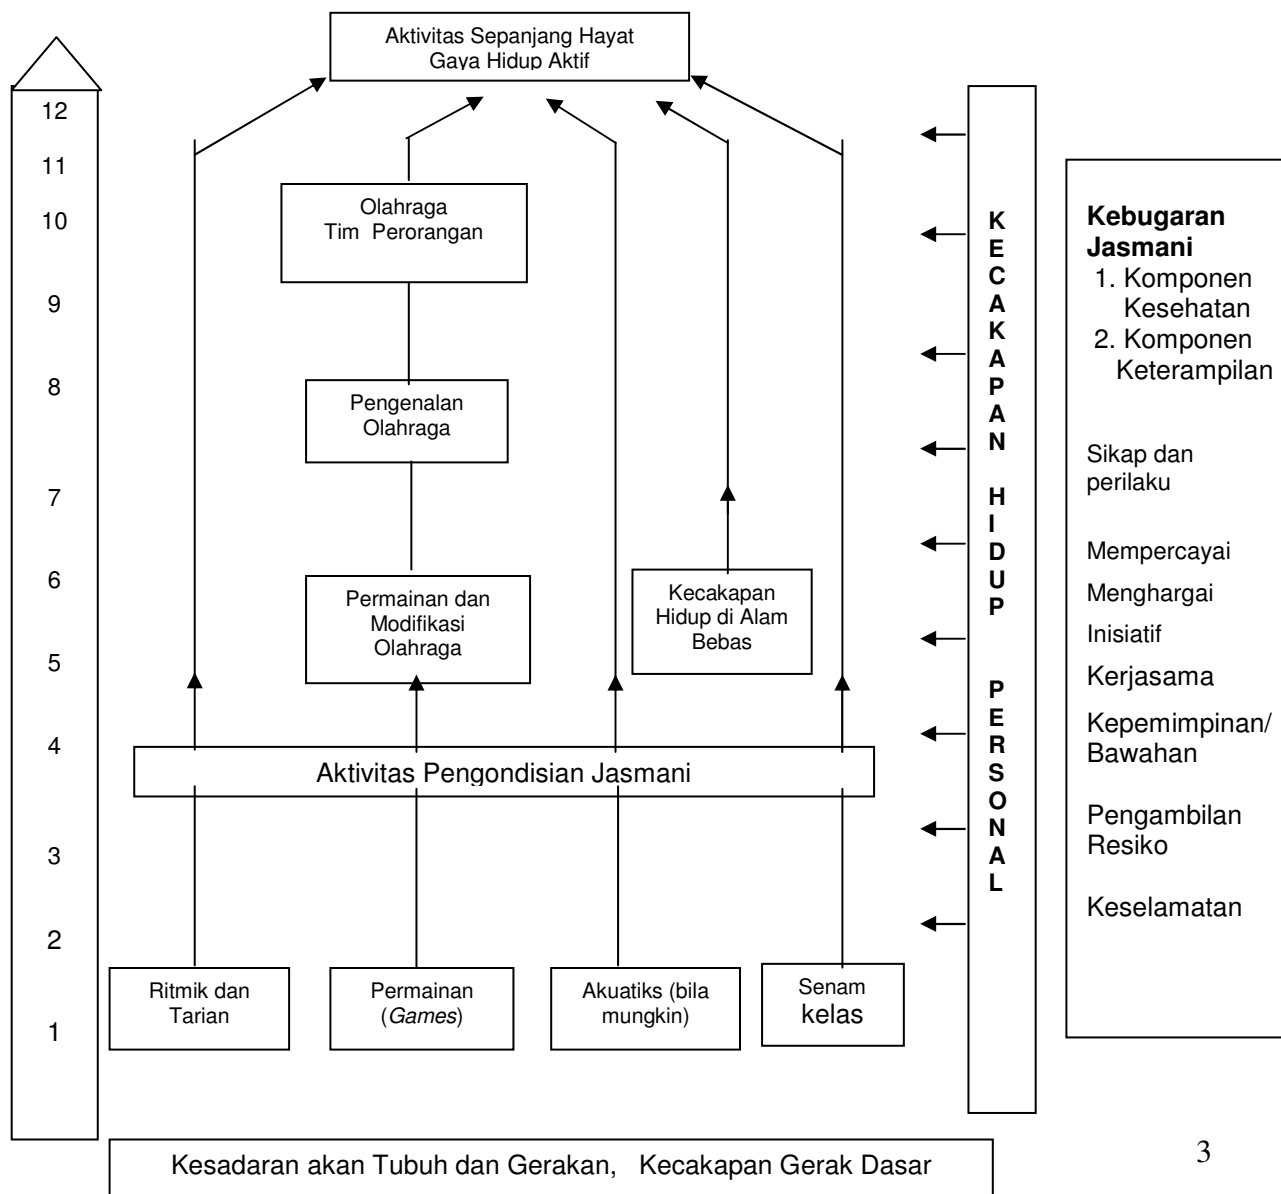 Aktivitas Sepanjang Hayat
Gaya Hidup Aktif
12
11
10
9
8
7
6
5
4
3
2
1
Olahraga
Tim Perorangan
Pengenalan
Olahraga
Permainan dan
Modifikasi
Olahraga
Kecakapan
Hidup di Alam
Bebas
Aktivitas Pengondisian Jasmani
Ritmik dan
Tarian
Permainan
(Games)
Akuatiks (bila
mungkin)
Senam
kelas
KECAKAPAN HIDUP PERSONAL
Kebugaran
Jasmani
1. Komponen
Kesehatan
2. Komponen
Keterampilan
Sikap dan
perilaku
Mempercayai
Menghargai
Inisiatif
Kerjasama
Kepemimpinan/
Bawahan
Pengambilan
Resiko
Keselamatan
Kesadaran akan Tubuh dan Gerakan, Kecakapan Gerak Dasar
3